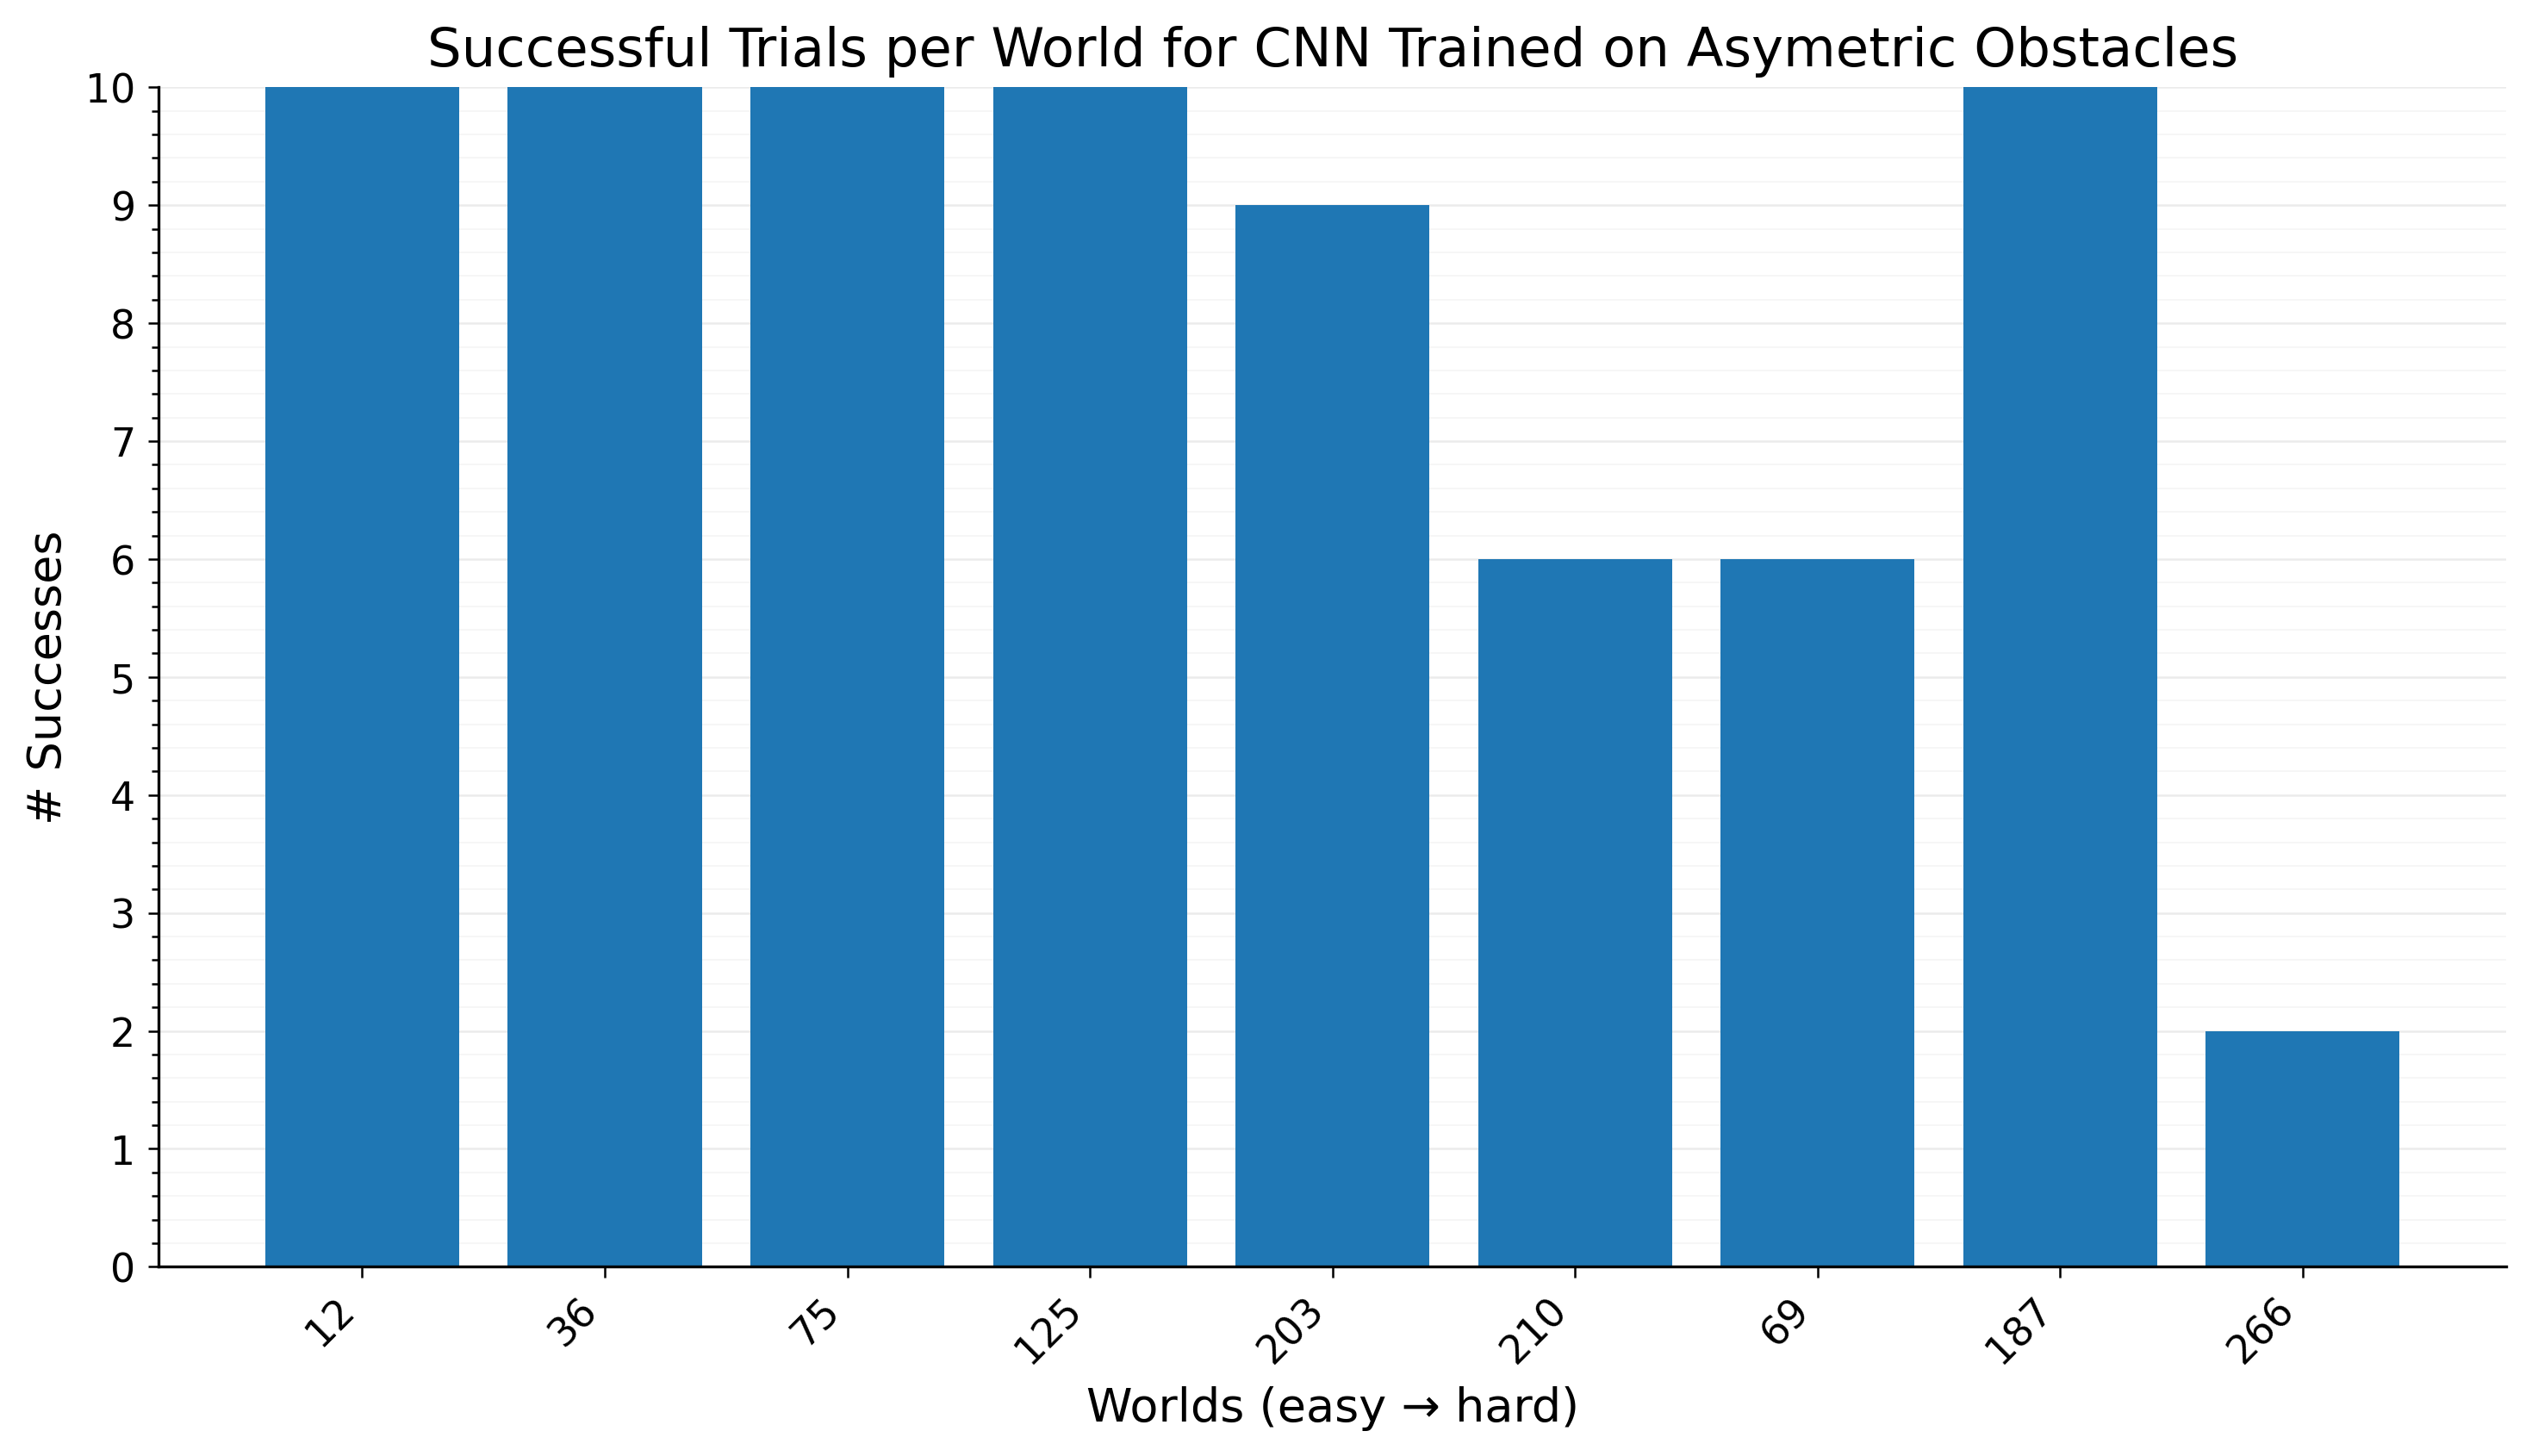 Successful Trials per World for CNN Trained on Asymetric Obstacles
10
9
8
7
6
5
4
3
2
1
0
# Successes
12 36 75 125 203 210 69 187 266
Worlds (easy → hard)